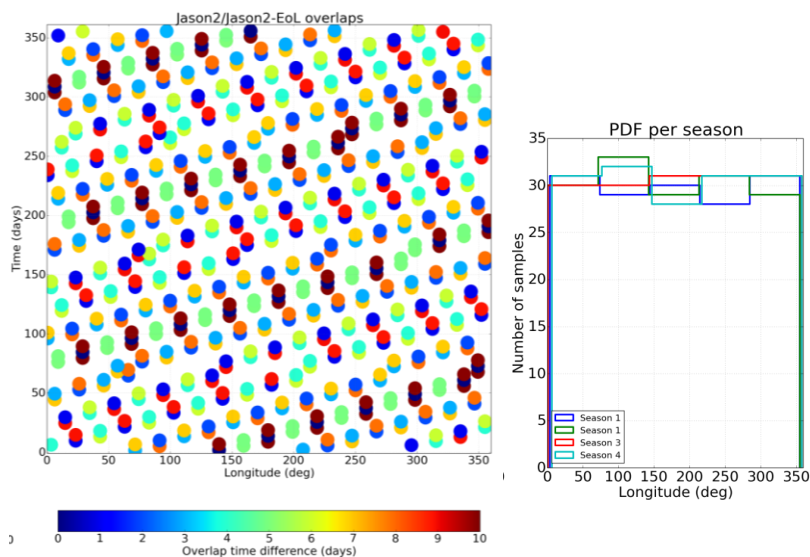 Jason2/Jason2-EoL overlaps
350
300
250
200
150
100
50
0
Time (days)
0 50 100 150 200 250 300 350
Longitude (deg)
0 1 2 3 4 5 6 7 8 9 10
Overlap time difference (days)
PDF per season
35
30
25
20
15
10
5
0
Number of samples
Season 1
Season 1
Season 3
Season 4
0 50 100 150 200 250 300 350
Longitude (deg)